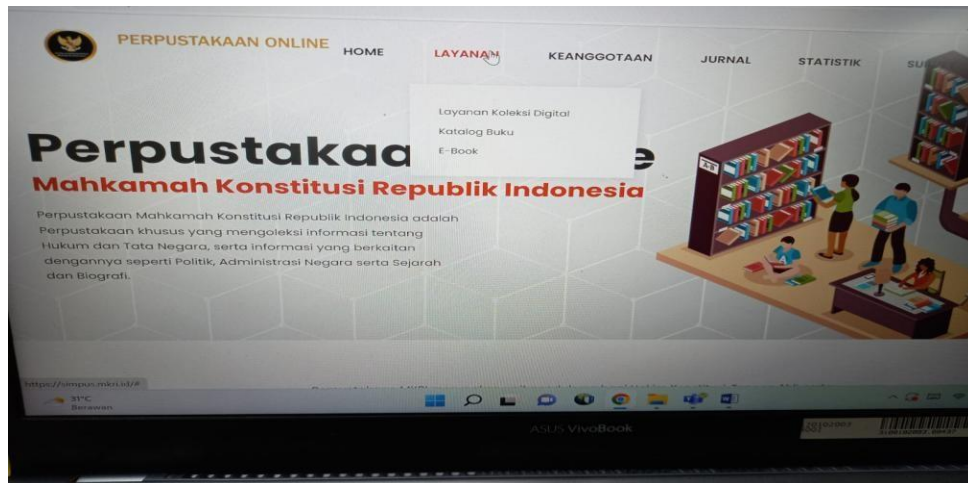 PERPUSTAKAAN ONLINE
HOME
LAYANAN
KEANGGOTAAN
JURNAL
STATISTIK
Layanan Koleksi Digital
Katalog Buku
E-Book
Perpustakaa e
Mahkamah Konstitusi Republik Indonesia
Perpustakaan Mahkamah Konstitusi Republik Indonesia adalah
Perpustakaan khusus yang mengoleksi informasi tentang
Hukum dan Tata Negara, serta informasi yang berkaitan
dengannya seperti Politik, Administrasi Negara serta Sejarah
dan Biografi.
https://simpus.mkri.id/#
31°C
Berawan
ASUS VivoBook